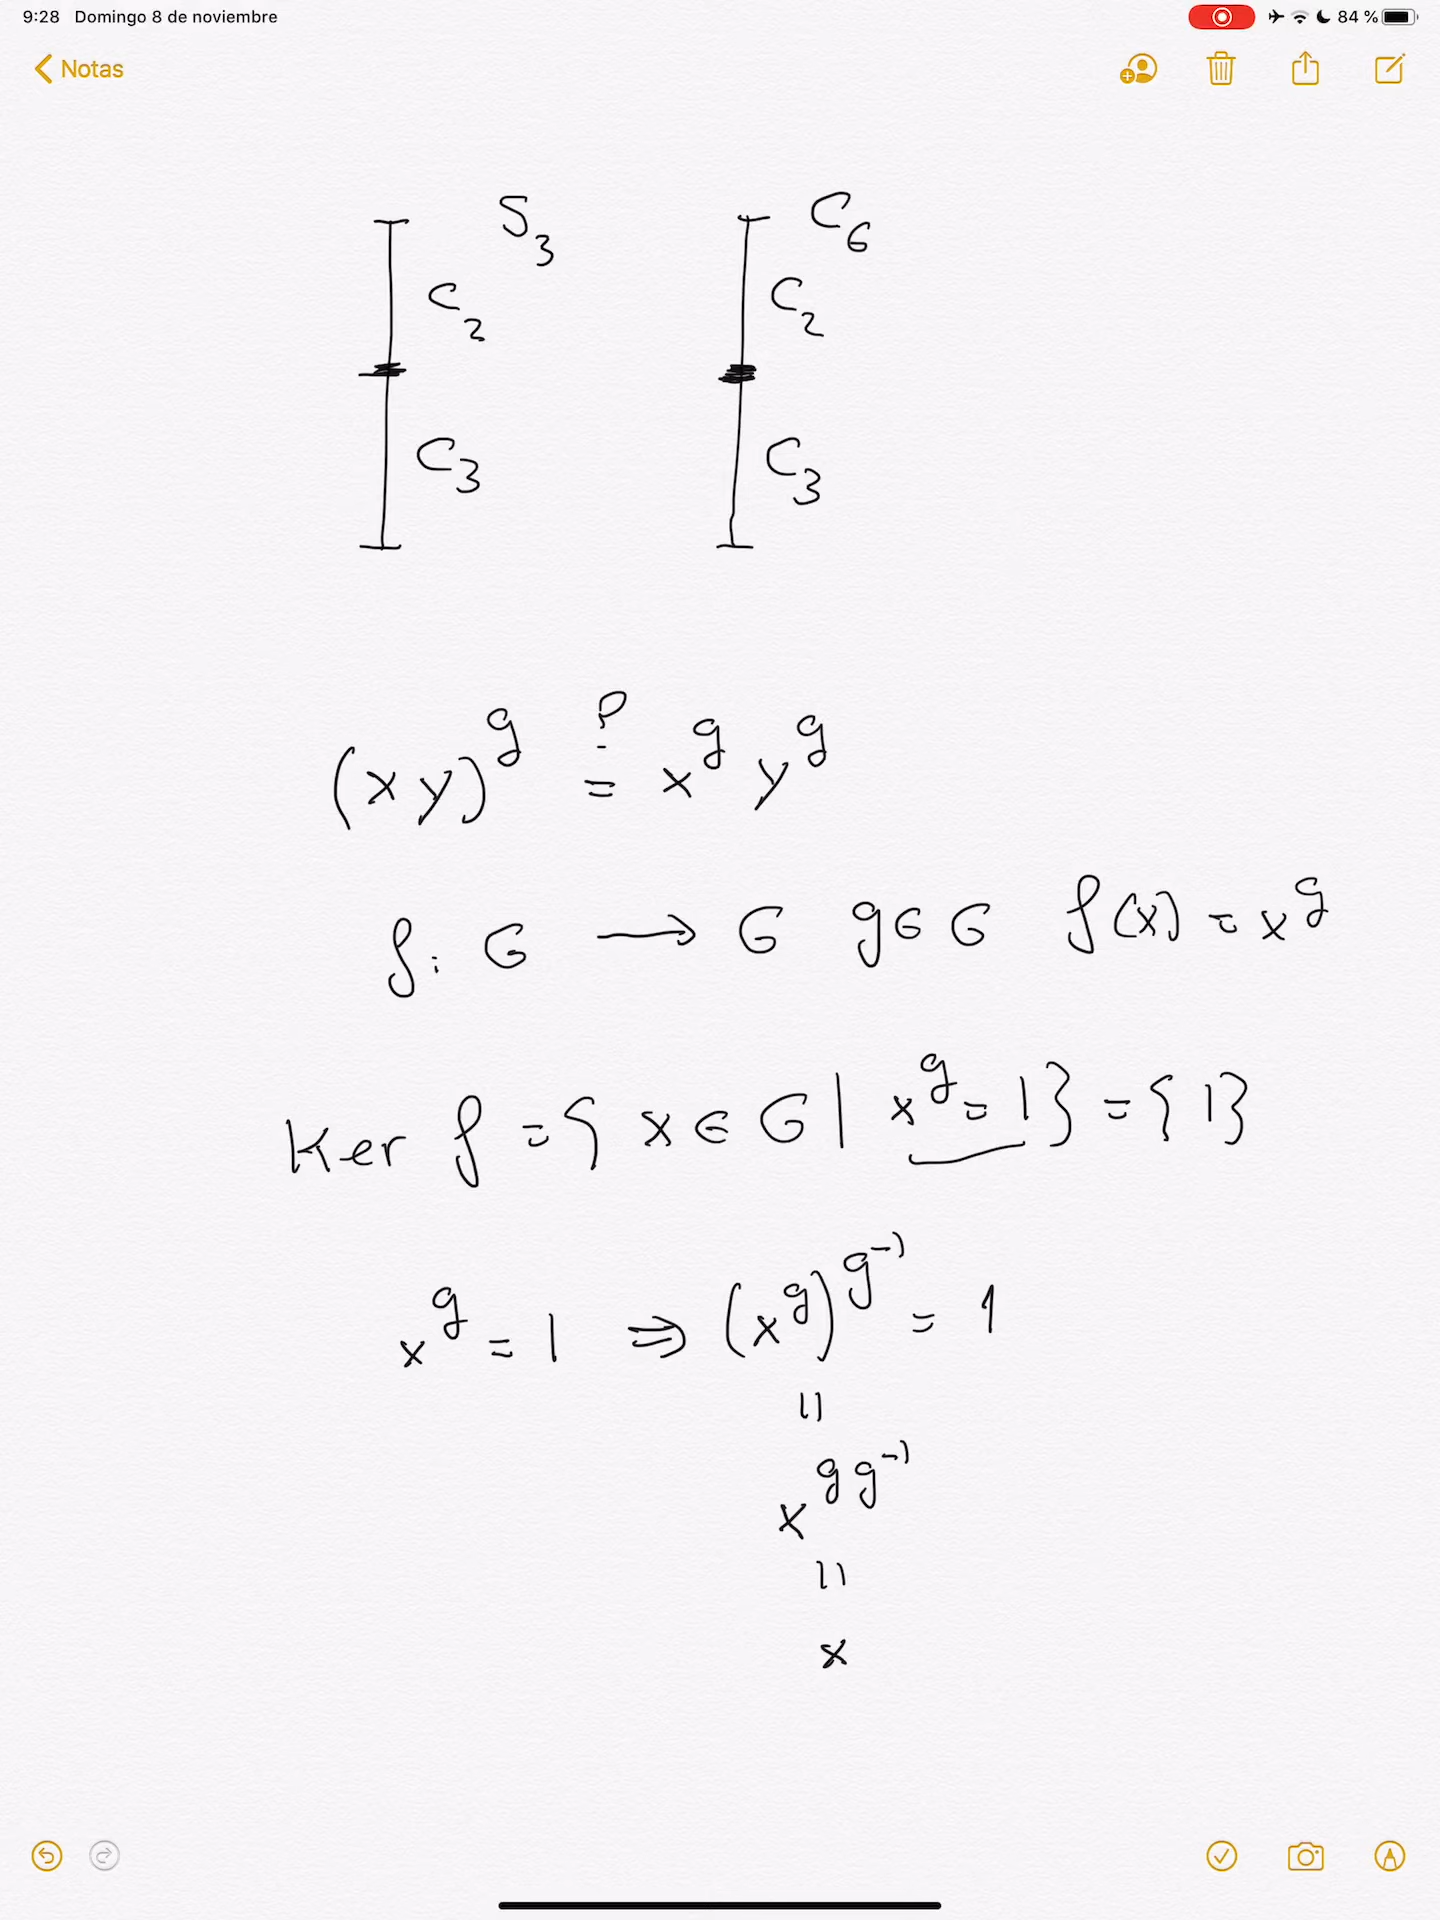 9:28 Domingo 8 de noviembre 84 %
Notas
S₃ C₆
C₂ C₂
C₃ C₃
(xy)^g ?= x^g y^g
f: G → G g∈G f(x) = x^g
Ker f = { x ∈ G | x^g = 1 } = { 1 }
x^g = 1 ⇒ (x^g)^g⁻¹ = 1
||
x^g g⁻¹
||
x